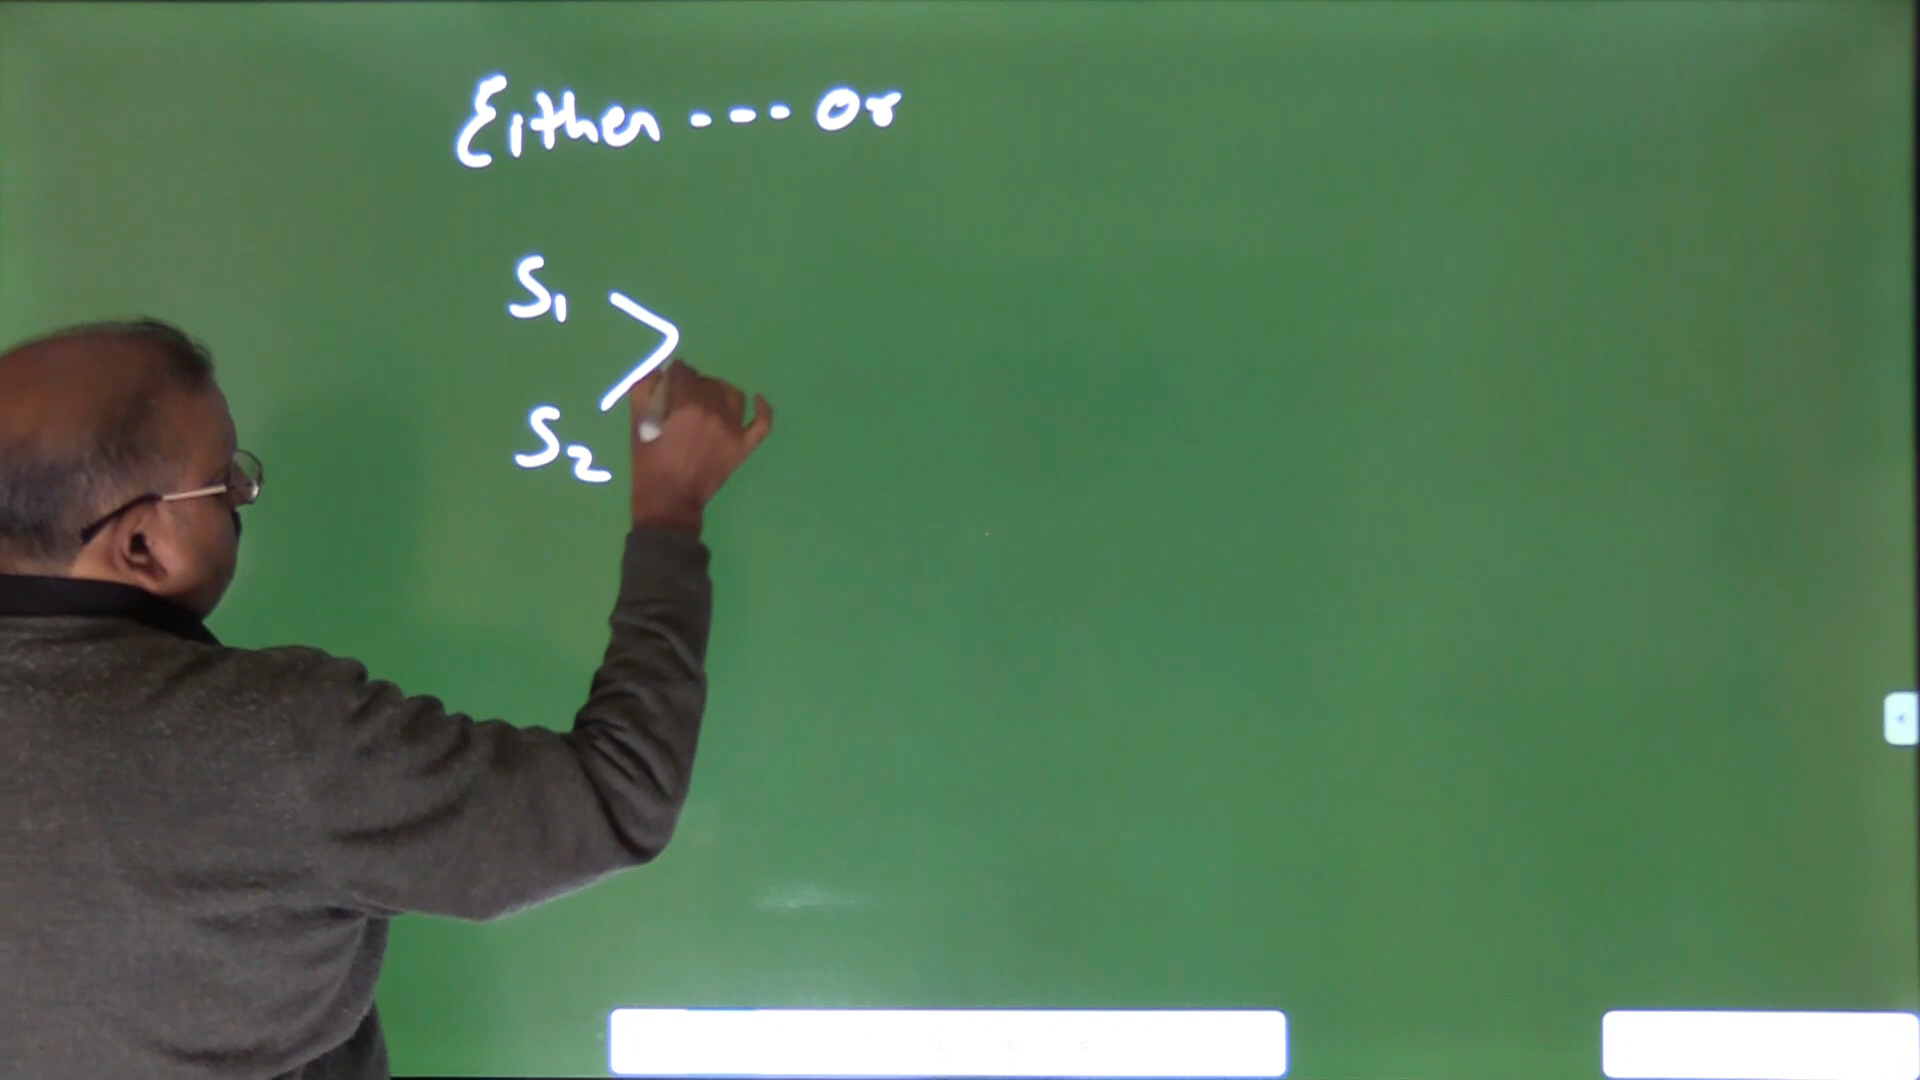 Either --- or
S1
S2